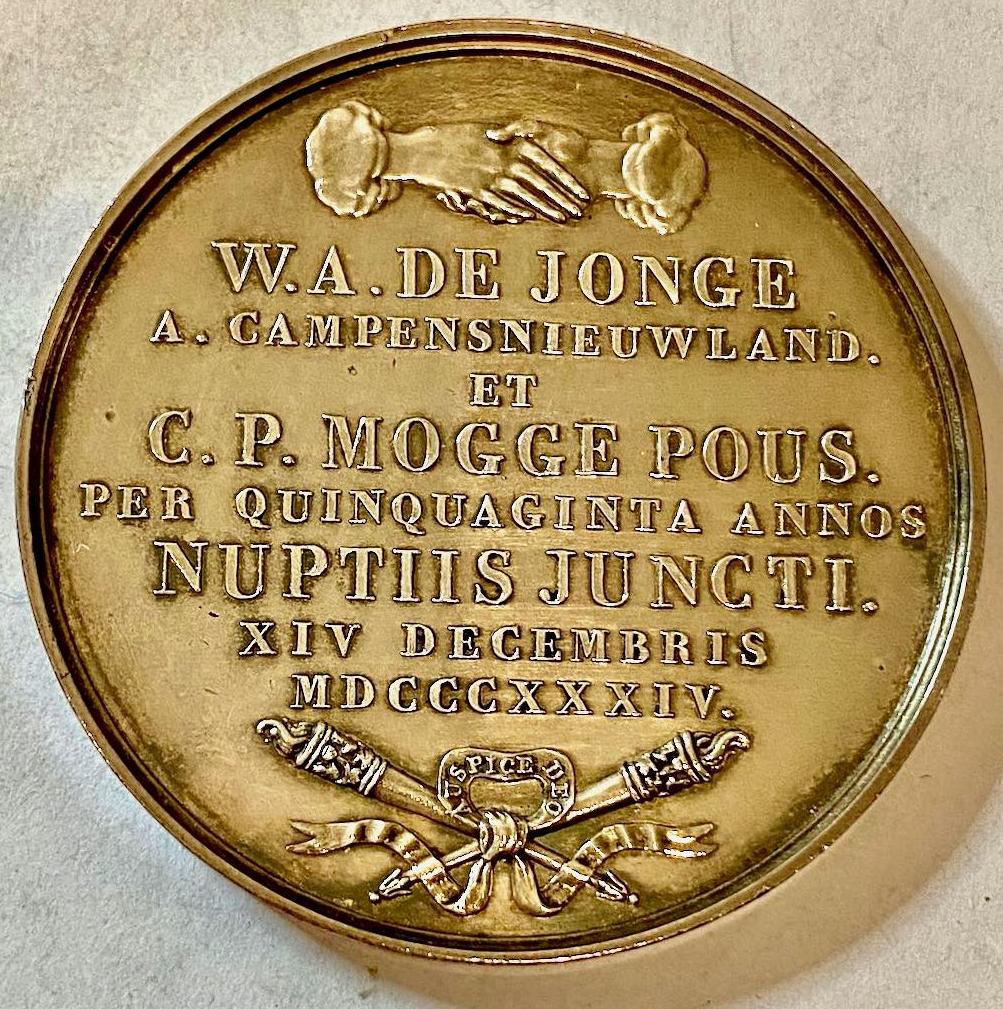 W.A.DE JONGE
A. CAMPENSNIEUWLAND.
ET
C. P. MOGGE POUS.
PER QUINQUAGINTA ANNOS
NUPTIIS JUNCTI.
XIV DECEMBRIS
MDCCCXXXIV.
AUSPICE DEO